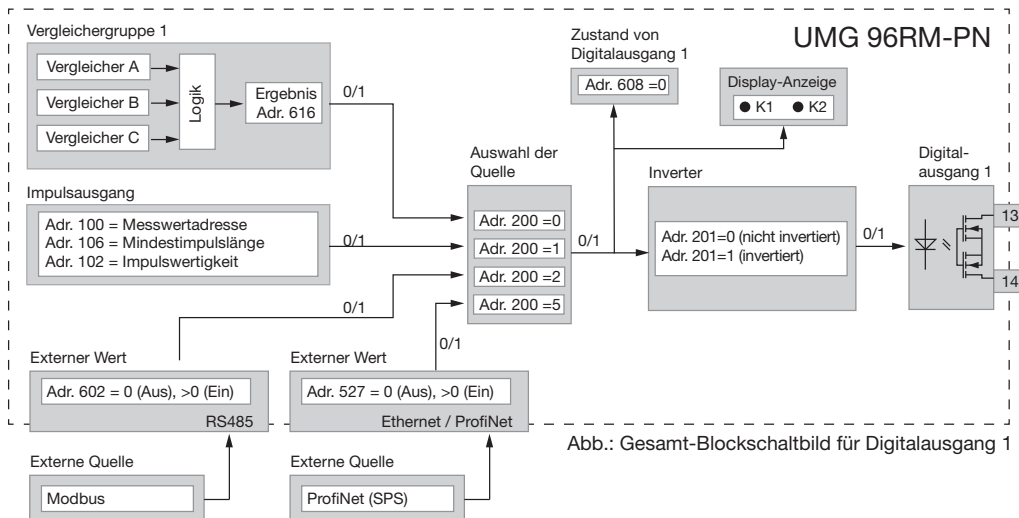 UMG 96RM-PN
Vergleichergruppe 1
Vergleicher A
Vergleicher B
Vergleicher C
Logik
Ergebnis
Adr. 616
0/1
Zustand von
Digitalausgang 1
Adr. 608 =0
Display-Anzeige
K1 K2
Impulsausgang
Adr. 100 = Messwertadresse
Adr. 106 = Mindestimpulslänge
Adr. 102 = Impulswertigkeit
0/1
Auswahl der
Quelle
Adr. 200 =0
Adr. 200 =1
Adr. 200 =2
Adr. 200 =5
0/1
Inverter
Adr. 201=0 (nicht invertiert)
Adr. 201=1 (invertiert)
0/1
Digital-
ausgang 1
13
14
0/1
0/1
Externer Wert
Adr. 602 = 0 (Aus), >0 (Ein)
RS485
Externer Wert
Adr. 527 = 0 (Aus), >0 (Ein)
Ethernet / ProfiNet
Abb.: Gesamt-Blockschaltbild für Digitalausgang 1
Externe Quelle
Modbus
Externe Quelle
ProfiNet (SPS)